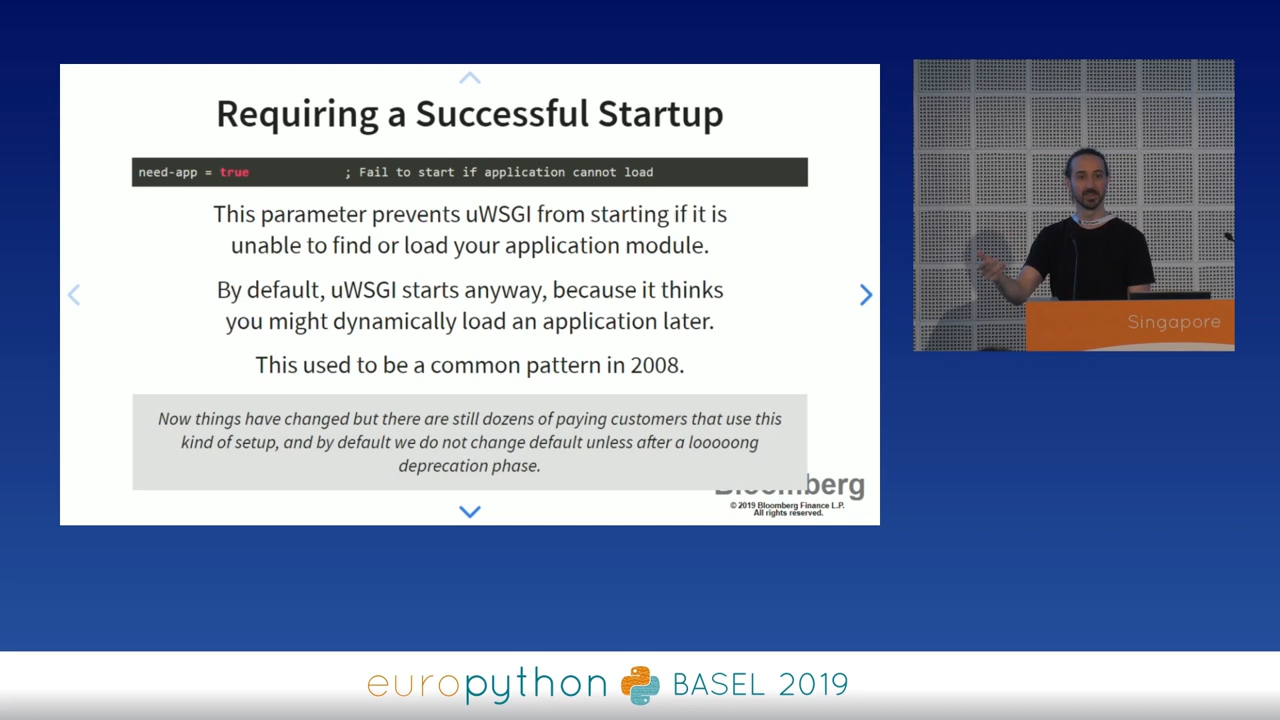 Requiring a Successful Startup
need-app = true ; Fail to start if application cannot load
This parameter prevents uWSGI from starting if it is
unable to find or load your application module.
By default, uWSGI starts anyway, because it thinks
you might dynamically load an application later.
This used to be a common pattern in 2008.
Now things have changed but there are still dozens of paying customers that use this
kind of setup, and by default we do not change default unless after a looooong
deprecation phase.
Bloomberg
© 2019 Bloomberg Finance L.P.
All rights reserved.
Singapore
europython BASEL 2019